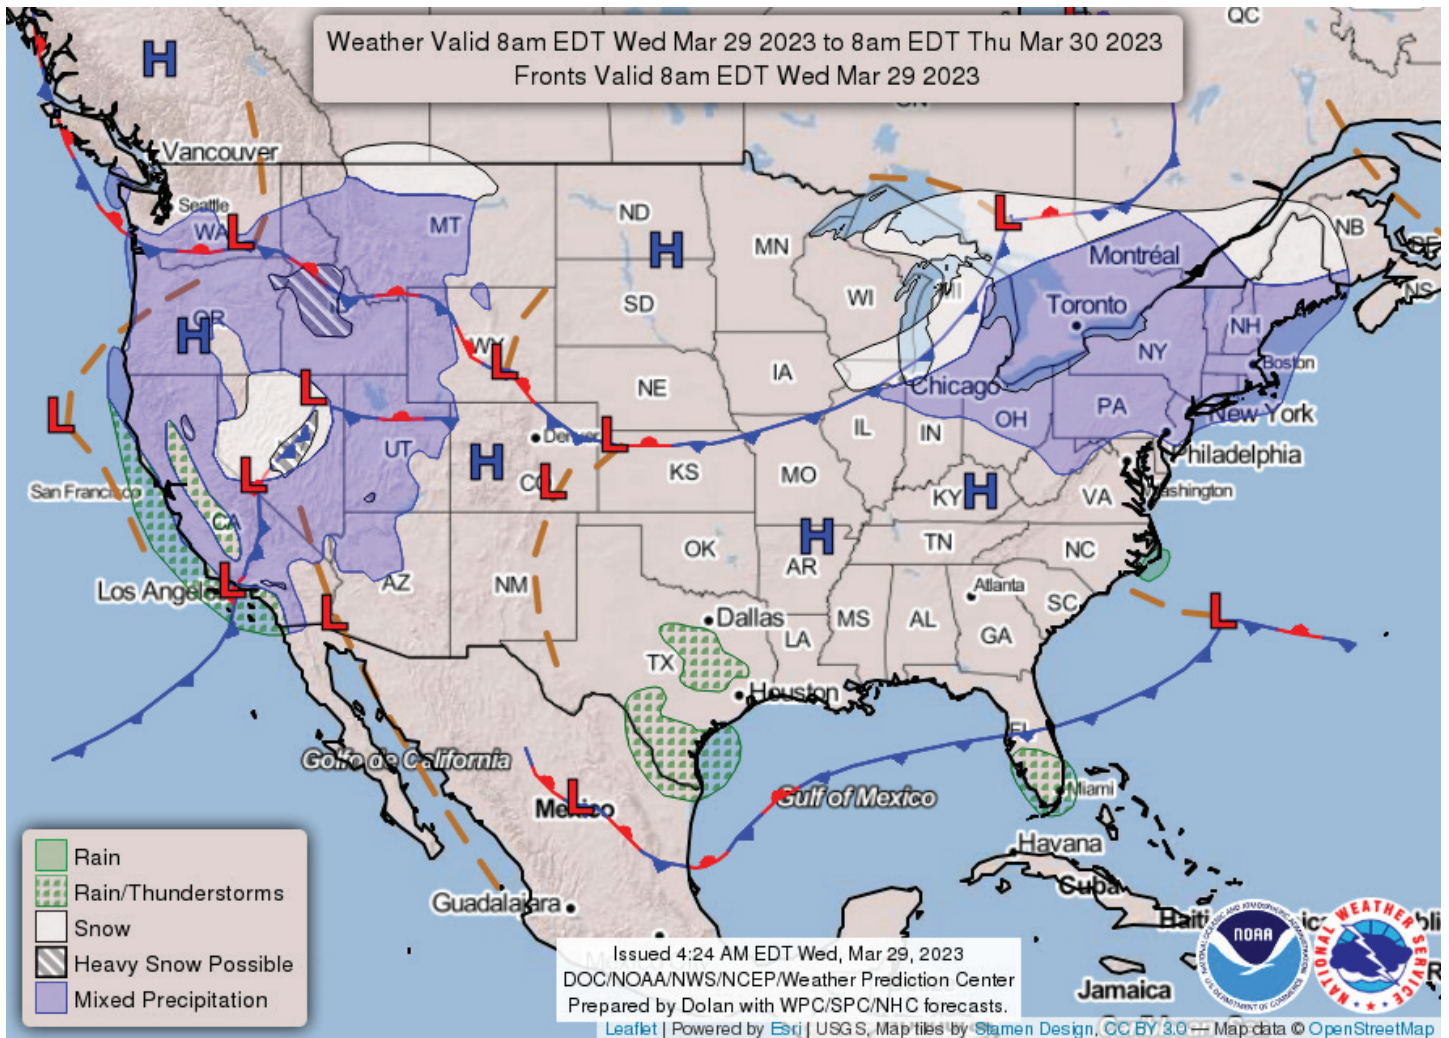 QC
Weather Valid 8am EDT Wed Mar 29 2023 to 8am EDT Thu Mar 30 2023
Fronts Valid 8am EDT Wed Mar 29 2023
H
Vancouver
Seattle
WA
L
MT
ND
H
MN
L
NB
Montréal
SD
WI
MI
Toronto
NS
OR
H
ID
WY
L
NE
IA
Chicago
NY
NH
Boston
L
L
UT
Denver
L
IL
IN
OH
PA
New York
Philadelphia
San Francisco
L
H
CO
L
KS
MO
KY
H
VA
Washington
CA
OK
H
AR
TN
NC
Los Angeles
L
L
AZ
NM
Dallas
MS
AL
Atlanta
GA
SC
L
LA
TX
Houston
FL
Golfo de California
L
Mexico
Gulf of Mexico
Miami
Havana
Cuba
Guadalajara
Jamaica
Rain
Rain/Thunderstorms
Snow
Heavy Snow Possible
Mixed Precipitation
Issued 4:24 AM EDT Wed, Mar 29, 2023
DOC/NOAA/NWS/NCEP/Weather Prediction Center
Prepared by Dolan with WPC/SPC/NHC forecasts.
NOAA
NATIONAL WEATHER SERVICE
Leaflet | Powered by Esri | USGS, Map tiles by Stamen Design, CC BY 3.0 — Map data © OpenStreetMap